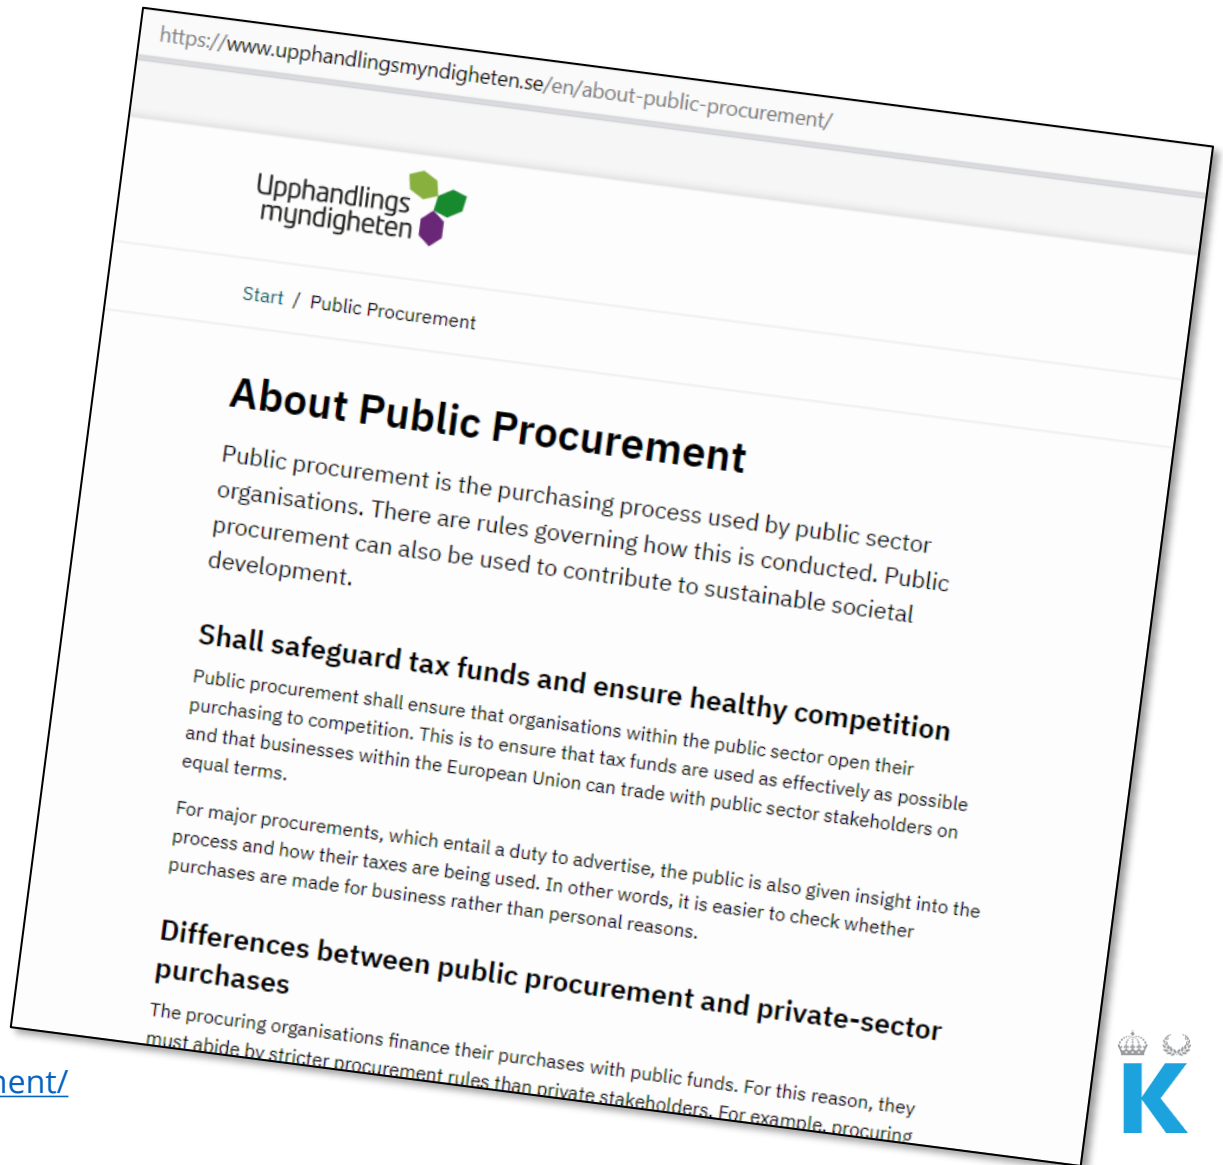 https://www.upphandlingsmyndigheten.se/en/about-public-procurement/
Upphandlings
myndigheten
Start / Public Procurement
About Public Procurement
Public procurement is the purchasing process used by public sector
organisations. There are rules governing how this is conducted. Public
procurement can also be used to contribute to sustainable societal
development.
Shall safeguard tax funds and ensure healthy competition
Public procurement shall ensure that organisations within the public sector open their
purchasing to competition. This is to ensure that tax funds are used as effectively as possible
and that businesses within the European Union can trade with public sector stakeholders on
equal terms.
For major procurements, which entail a duty to advertise, the public is also given insight into the
process and how their taxes are being used. In other words, it is easier to check whether
purchases are made for business rather than personal reasons.
Differences between public procurement and private-sector
purchases
The procuring organisations finance their purchases with public funds. For this reason, they
must abide by stricter procurement rules than private stakeholders. For example, procuring
ent/
K